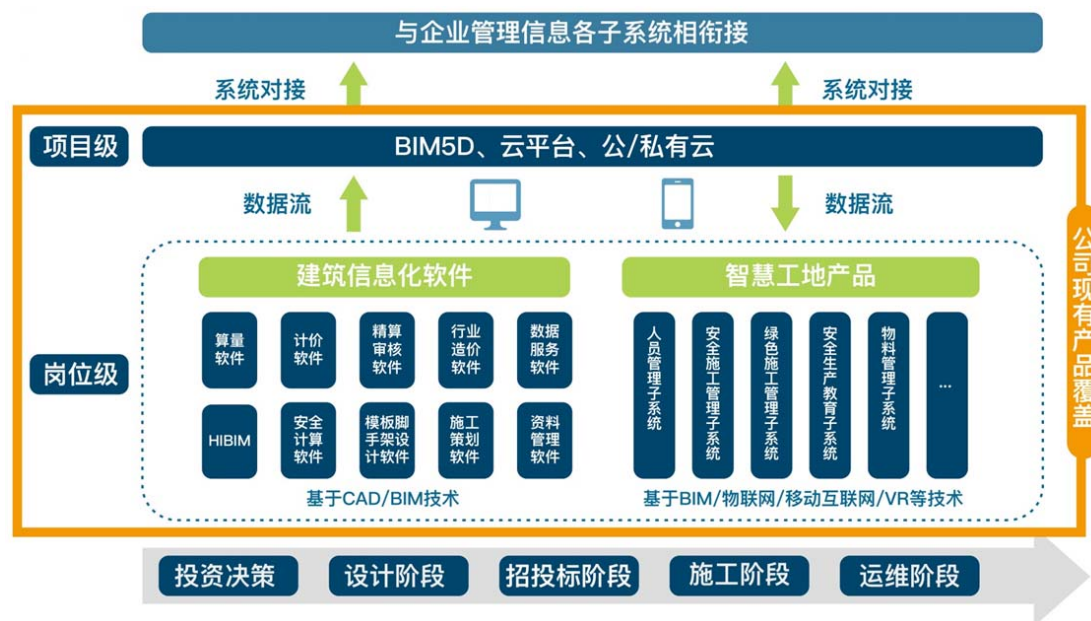 与企业管理信息各子系统相衔接
系统对接
系统对接
项目级
BIM5D、云平台、公/私有云
数据流
数据流
公司现有产品覆盖
岗位级
建筑信息化软件
智慧工地产品
算量
软件
计价
软件
精算
审核
软件
行业
造价
软件
数据
服务
软件
HIBIM
安全
计算
软件
模板脚
手架设
计软件
施工
策划
软件
资料
管理
软件
人员管理子系统
安全施工管理子系统
绿色施工管理子系统
安全生产教育子系统
物料管理子系统
...
基于CAD/BIM技术
基于BIM/物联网/移动互联网/VR等技术
投资决策
设计阶段
招投标阶段
施工阶段
运维阶段